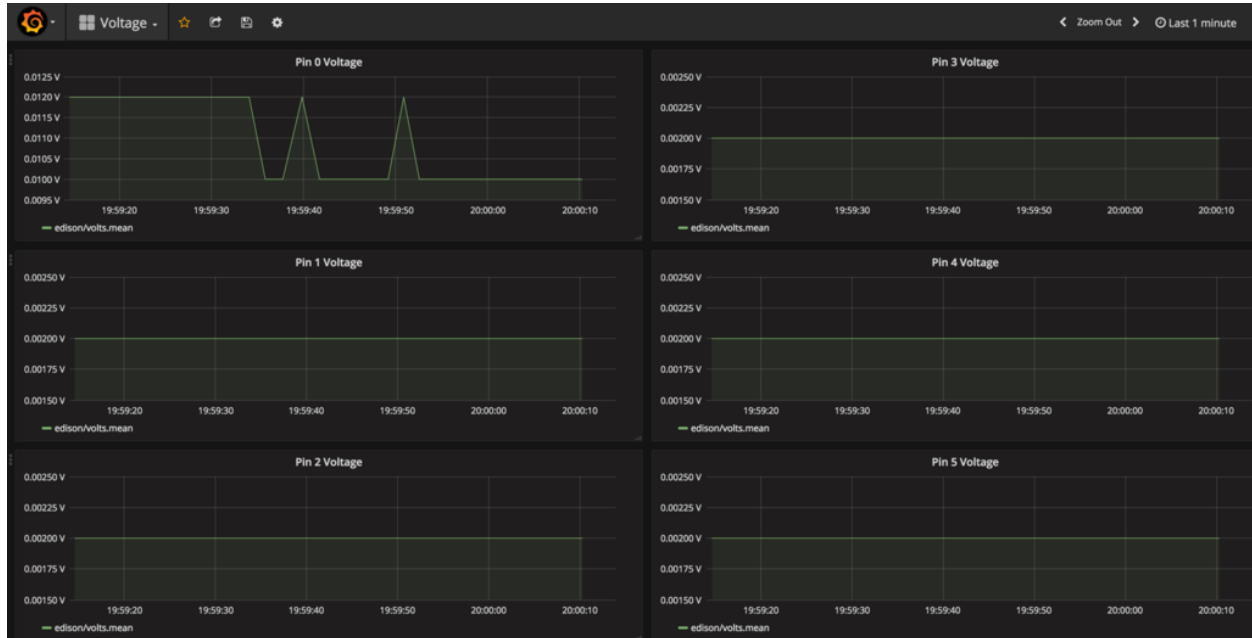 Voltage
Zoom Out
Last 1 minute
Pin 0 Voltage
0.0125 V
0.0120 V
0.0115 V
0.0110 V
0.0105 V
0.0100 V
0.0095 V
19:59:20 19:59:30 19:59:40 19:59:50 20:00:00 20:00:10
edison/volts.mean
Pin 3 Voltage
0.00250 V
0.00225 V
0.00200 V
0.00175 V
0.00150 V
19:59:20 19:59:30 19:59:40 19:59:50 20:00:00 20:00:10
edison/volts.mean
Pin 1 Voltage
0.00250 V
0.00225 V
0.00200 V
0.00175 V
0.00150 V
19:59:20 19:59:30 19:59:40 19:59:50 20:00:00 20:00:10
edison/volts.mean
Pin 4 Voltage
0.00250 V
0.00225 V
0.00200 V
0.00175 V
0.00150 V
19:59:20 19:59:30 19:59:40 19:59:50 20:00:00 20:00:10
edison/volts.mean
Pin 2 Voltage
0.00250 V
0.00225 V
0.00200 V
0.00175 V
0.00150 V
19:59:20 19:59:30 19:59:40 19:59:50 20:00:00 20:00:10
edison/volts.mean
Pin 5 Voltage
0.00250 V
0.00225 V
0.00200 V
0.00175 V
0.00150 V
19:59:20 19:59:30 19:59:40 19:59:50 20:00:00 20:00:10
edison/volts.mean